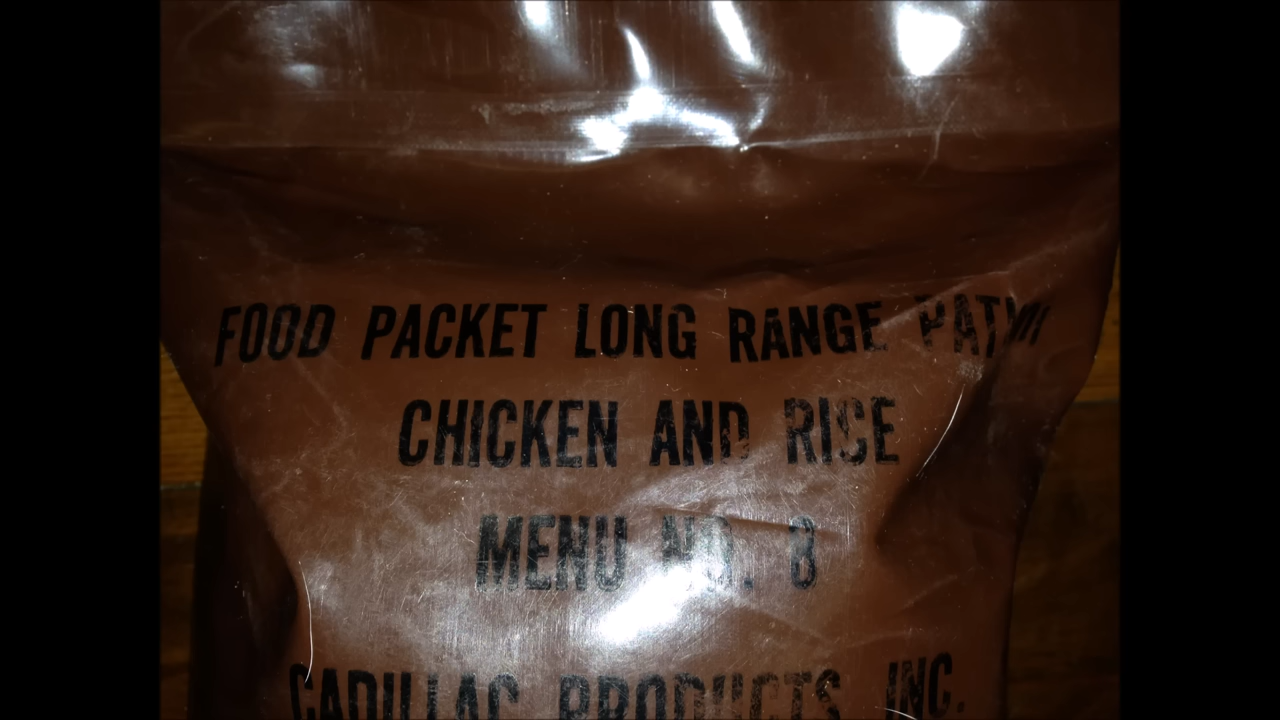 FOOD PACKET LONG RANGE
CHICKEN AND RICE
MENU NO. 8
CADILLAC PRODUCTS INC.